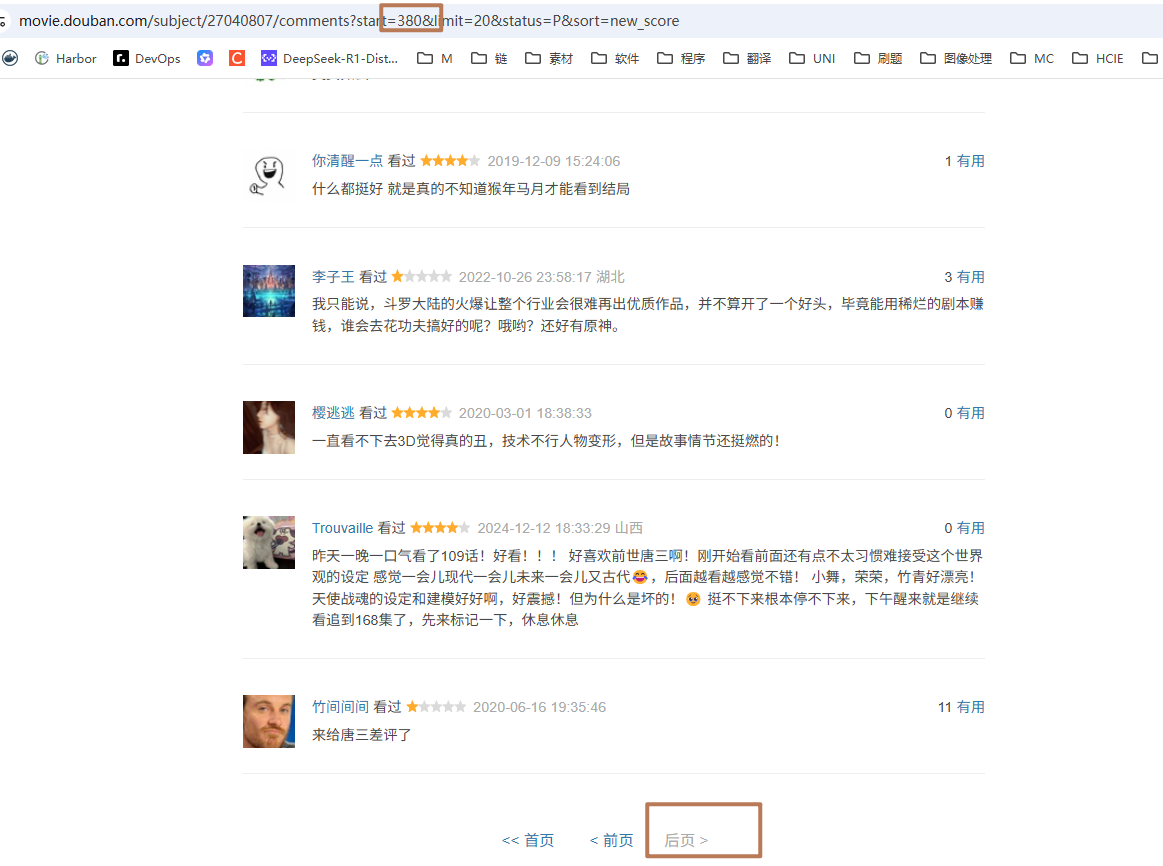 movie.douban.com/subject/27040807/comments?start=380&limit=20&status=P&sort=new_score
Harbor DevOps C DeepSeek-R1-Dist... M 链 素材 软件 程序 翻译 UNI 刷题 图像处理 MC HCIE
你清醒一点 看过 2019-12-09 15:24:06 1 有用
什么都挺好 就是真的不知道猴年马月才能看到结局
李子王 看过 2022-10-26 23:58:17 湖北 3 有用
我只能说，斗罗大陆的火爆让整个行业会很难再出优质作品，并不算开了一个好头，毕竟能用稀烂的剧本赚
钱，谁会去花功夫搞好的呢？哦哟？还好有原神。
樱逃逃 看过 2020-03-01 18:38:33 0 有用
一直看不下去3D觉得真的丑，技术不行人物变形，但是故事情节还挺燃的！
Trouvaille 看过 2024-12-12 18:33:29 山西 0 有用
昨天一晚一口气看了109话！好看！！！ 好喜欢前世唐三啊！刚开始看前面还有点不太习惯难接受这个世界
观的设定 感觉一会儿现代一会儿未来一会儿又古代😂，后面越看越感觉不错！ 小舞，荣荣，竹青好漂亮！
天使战魂的设定和建模好好啊，好震撼！但为什么是坏的！🥹 挺不下来根本停不下来，下午醒来就是继续
看追到168集了，先来标记一下，休息休息
竹间间间 看过 2020-06-16 19:35:46 11 有用
来给唐三差评了
<< 首页 < 前页 后页 >